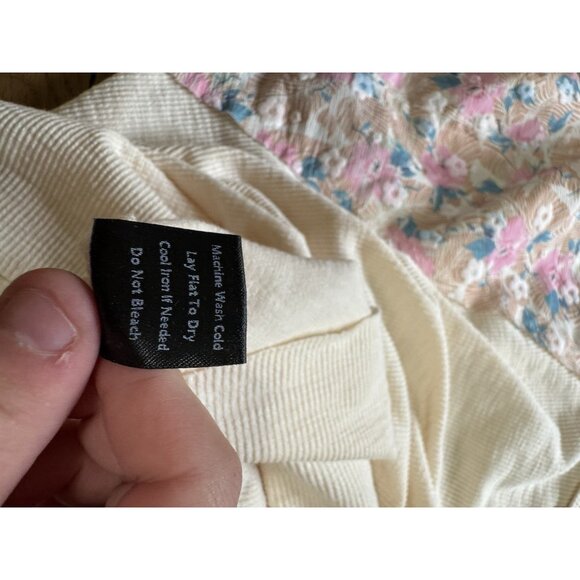 Machine Wash Cold
Lay Flat To Dry
Cool Iron If Needed
Do Not Bleach